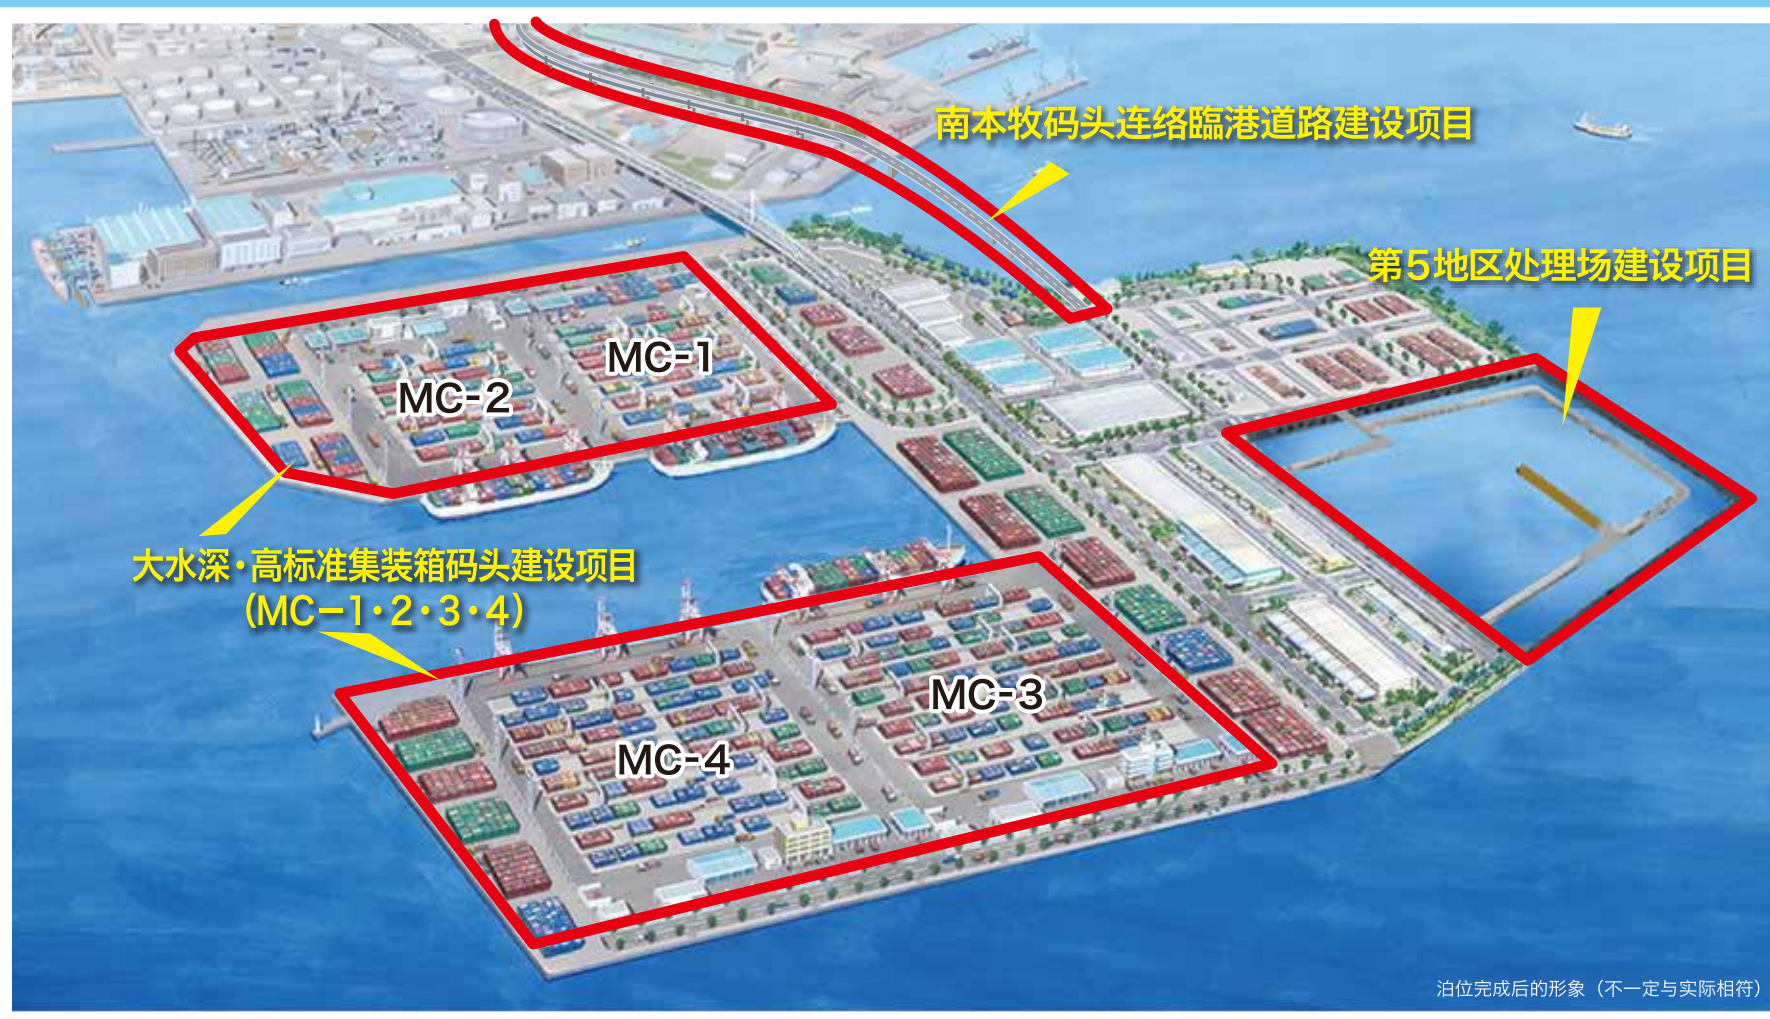 南本牧码头连络臨港道路建设项目
第5地区处理场建设项目
MC-1
MC-2
大水深・高标准集装箱码头建设项目
(MCー1・2・3・4)
MC-3
MC-4
泊位完成后的形象（不一定与实际相符）